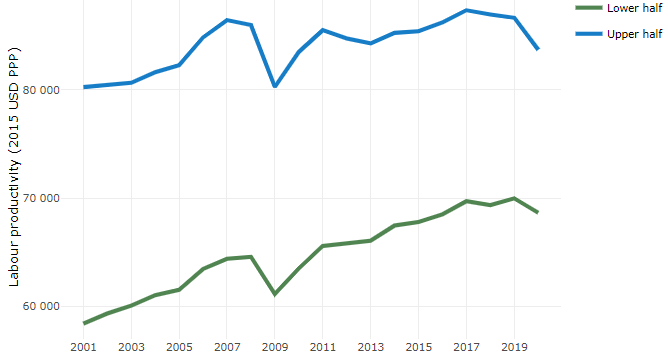 Lower half
Upper half
Labour productivity (2015 USD PPP)
80 000
70 000
60 000
2001 2003 2005 2007 2009 2011 2013 2015 2017 2019